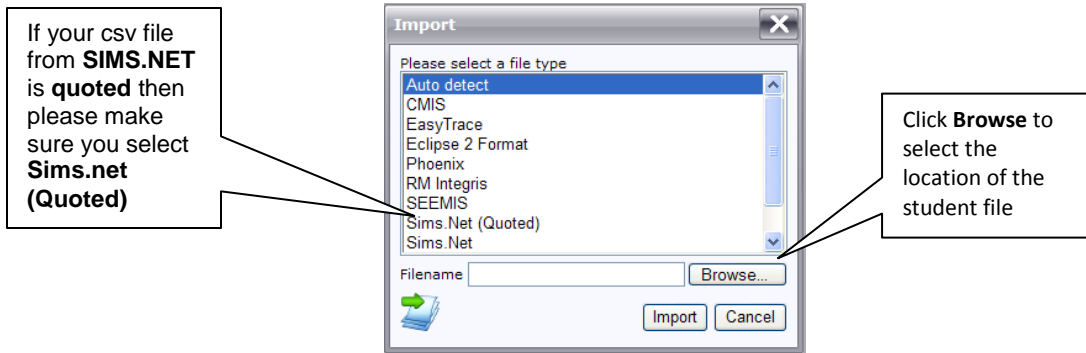 If your csv file
from SIMS.NET
is quoted then
please make
sure you select
Sims.net
(Quoted)
Import
Please select a file type
Auto detect
CMIS
EasyTrace
Eclipse 2 Format
Phoenix
RM Integris
SEEMIS
Sims.Net (Quoted)
Sims.Net
Filename
Browse...
Import Cancel
Click Browse to
select the
location of the
student file